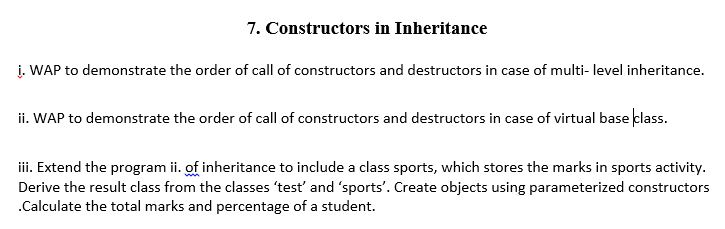 7. Constructors in Inheritance
i. WAP to demonstrate the order of call of constructors and destructors in case of multi- level inheritance.
ii. WAP to demonstrate the order of call of constructors and destructors in case of virtual base class.
iii. Extend the program ii. of inheritance to include a class sports, which stores the marks in sports activity.
Derive the result class from the classes ‘test’ and ‘sports’. Create objects using parameterized constructors
.Calculate the total marks and percentage of a student.